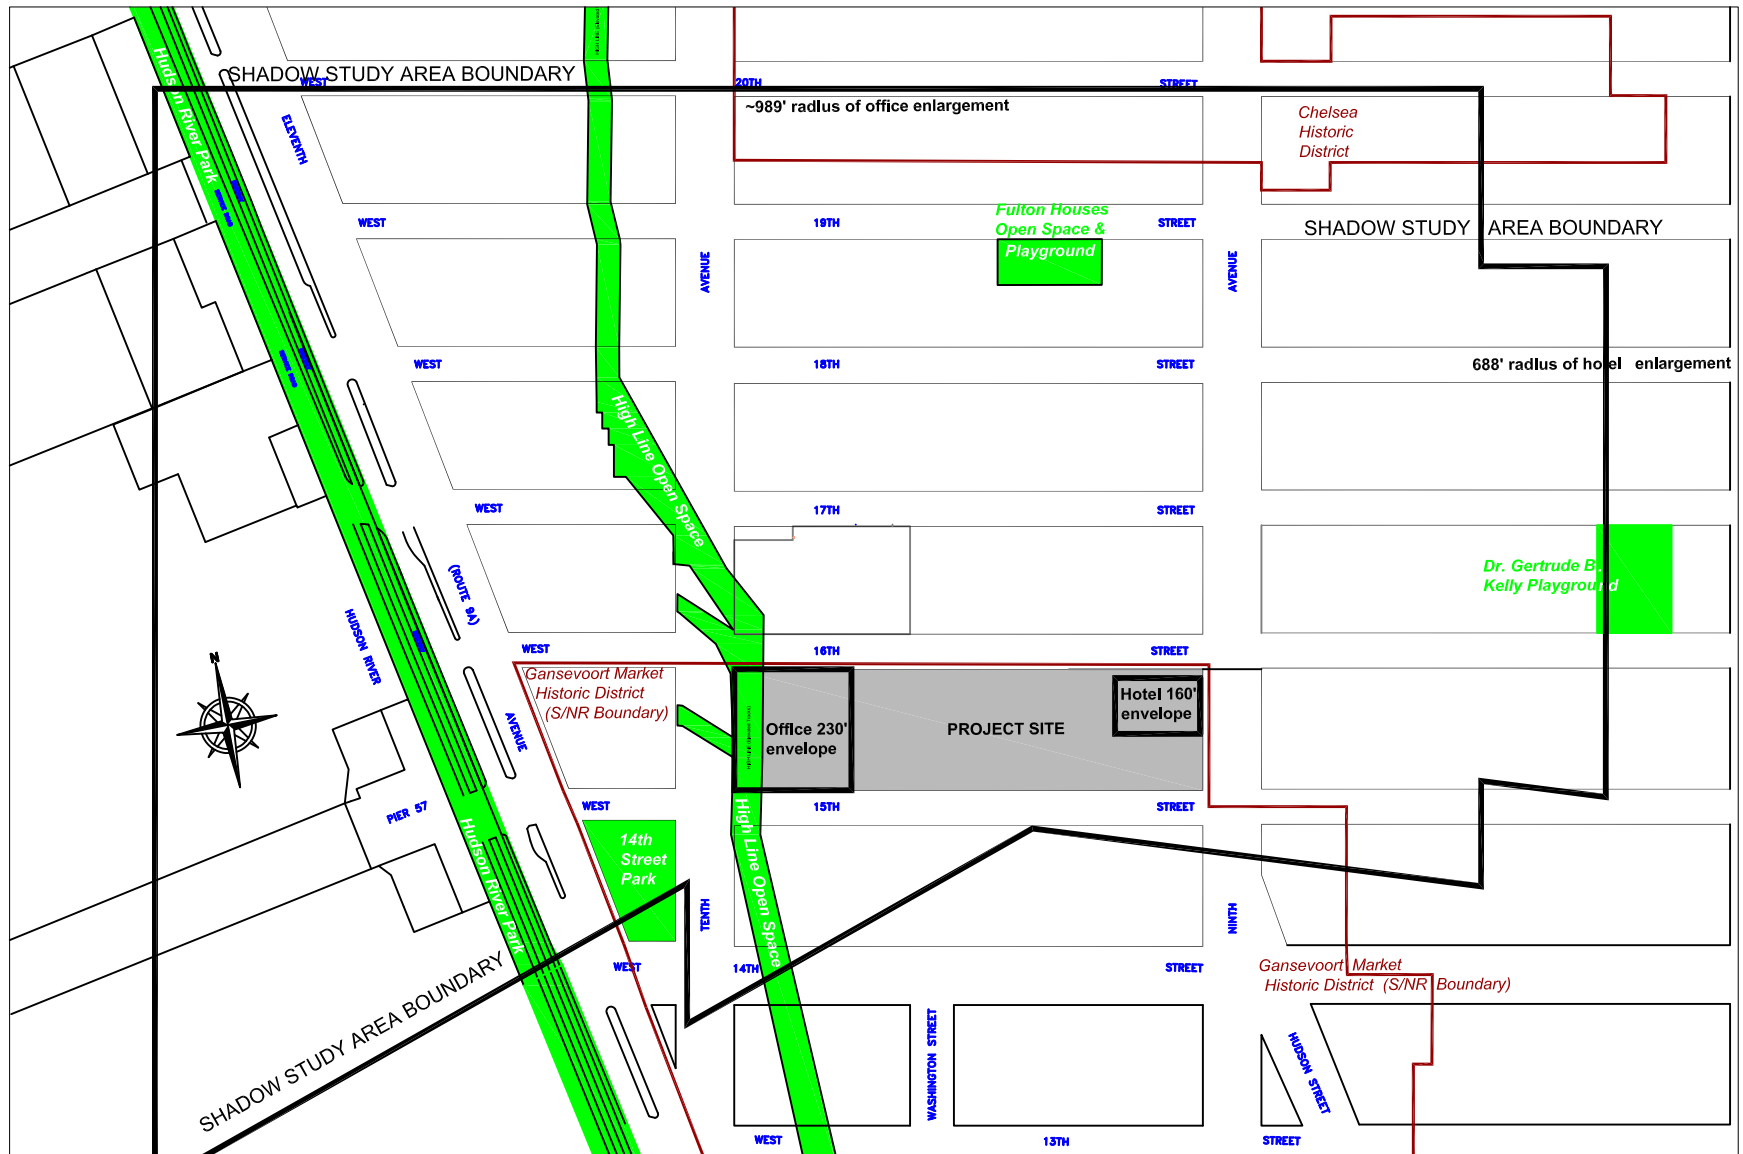 HIGH LINE
SHADOW STUDY AREA BOUNDARY
WEST
20TH
STREET
~989' radius of office enlargement
Hudson River Park
ELEVENTH
Chelsea
Historic
District
WEST
19TH
STREET
Fulton Houses
Open Space &
Playground
SHADOW STUDY AREA BOUNDARY
AVENUE
AVENUE
WEST
18TH
STREET
688' radius of hotel enlargement
High Line Open Space
WEST
17TH
STREET
(ROUTE 9A)
Dr. Gertrude B.
Kelly Playground
HUDSON RIVER
WEST
16TH
STREET
N
Gansevoort Market
Historic District
(S/NR Boundary)
AVENUE
Office 230'
envelope
PROJECT SITE
Hotel 160'
envelope
PIER 57
WEST
15TH
STREET
Hudson River Park
14th
Street
Park
High Line Open Space
TENTH
NINTH
WEST
14TH
STREET
Gansevoort Market
Historic District (S/NR Boundary)
SHADOW STUDY AREA BOUNDARY
WASHINGTON STREET
HUDSON STREET
WEST
13TH
STREET